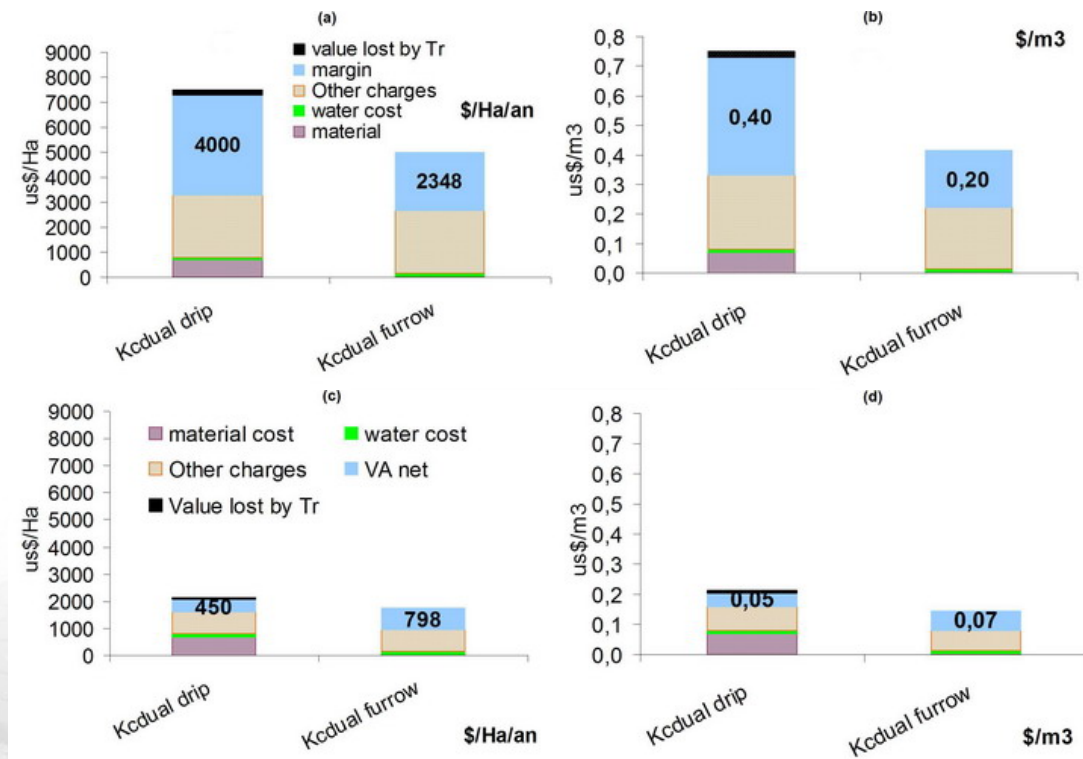 (a)
9000
8000
7000
6000
5000
4000
3000
2000
1000
0
us$/Ha
value lost by Tr
margin
Other charges
water cost
material
$/Ha/an
4000
2348
Kcdual drip
Kcdual furrow
(b)
$/m3
0,8
0,7
0,6
0,5
0,4
0,3
0,2
0,1
0,0
us$/m3
0,40
0,20
Kcdual drip
Kcdual furrow
(c)
9000
8000
7000
6000
5000
4000
3000
2000
1000
0
us$/Ha
material cost
water cost
Other charges
VA net
Value lost by Tr
450
798
Kcdual drip
Kcdual furrow
$/Ha/an
(d)
0,8
0,7
0,6
0,5
0,4
0,3
0,2
0,1
0,0
us$/m3
0,05
0,07
Kcdual drip
Kcdual furrow
$/m3